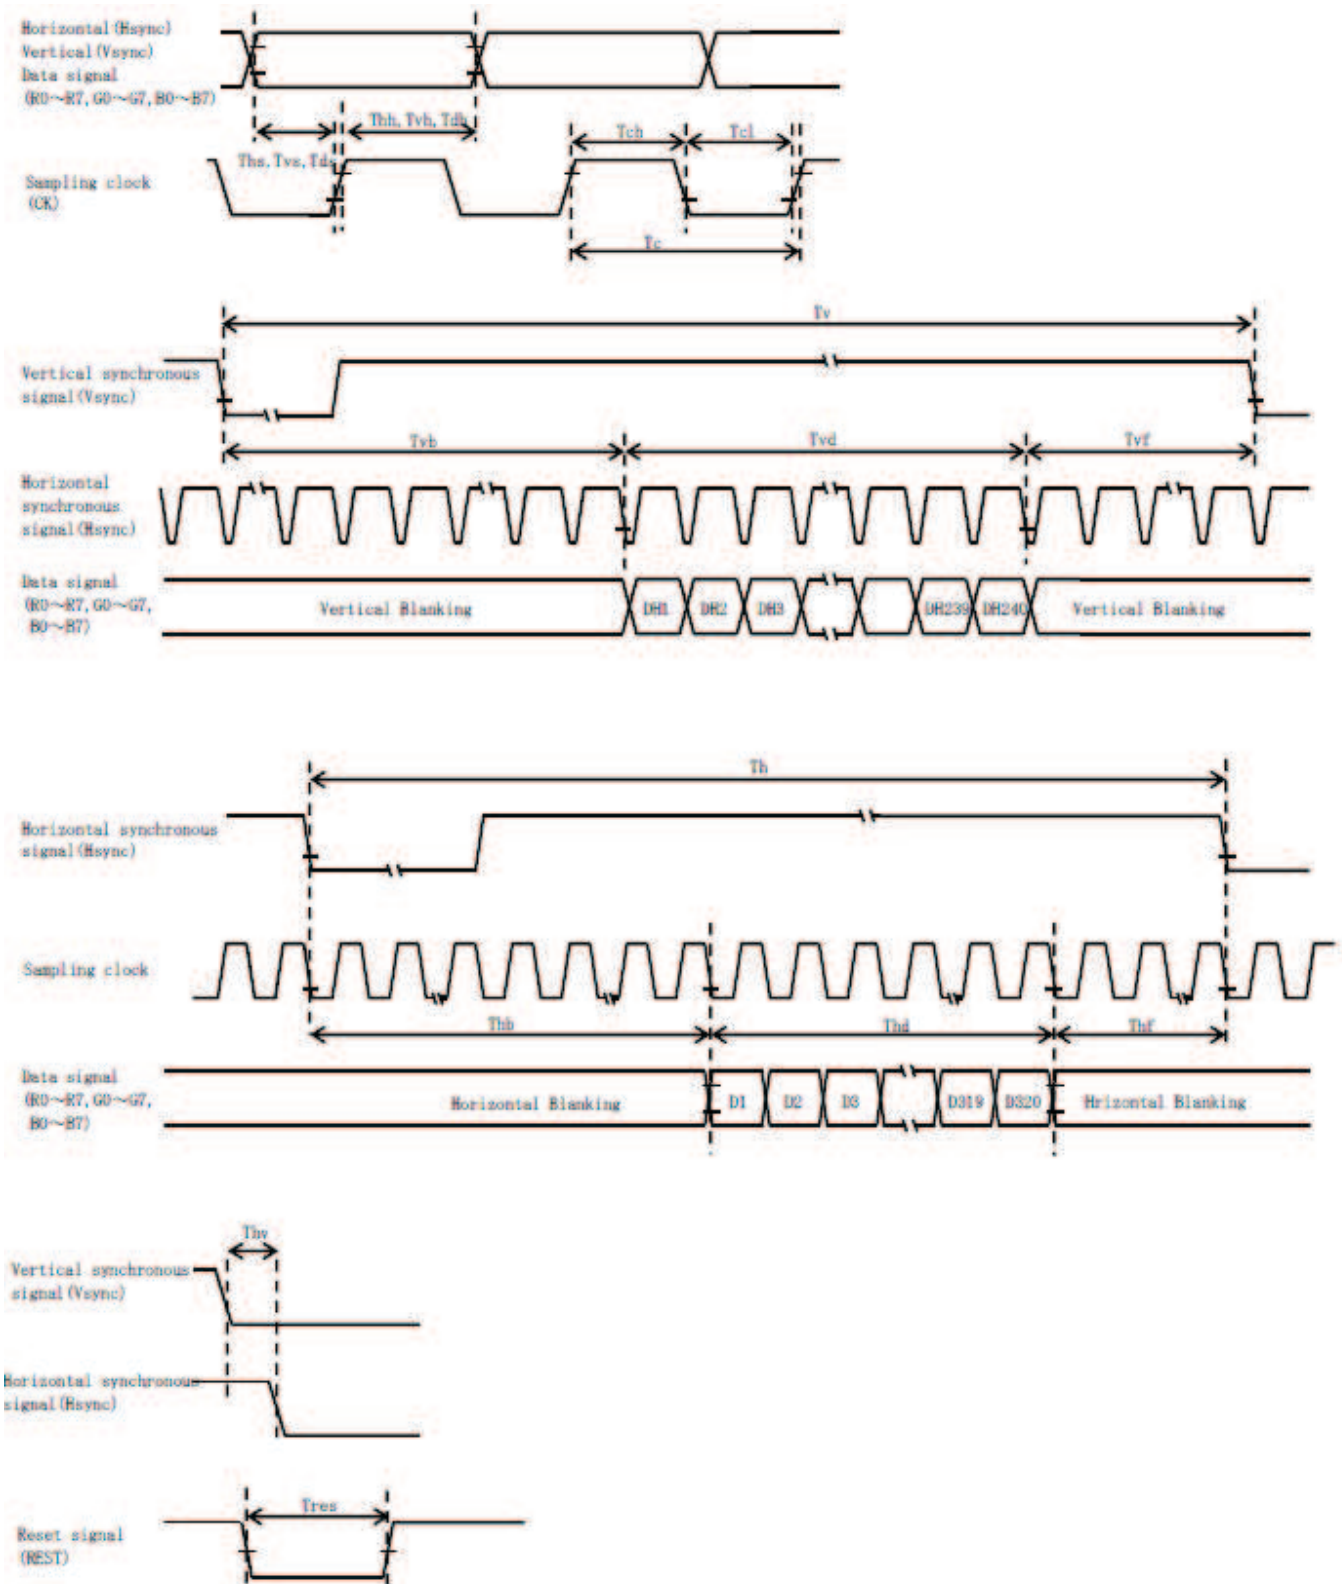 Horizontal(Hsync)
Vertical(Vsync)
Data signal
(R0～R7,G0～G7,B0～B7)
Thh,Tvh,Tdh
Tch
Tcl
Ths,Tvs,Tds
Sampling clock
(CK)
Tc
Tv
Vertical synchronous
signal(Vsync)
Tvb
Tvd
Tvf
Horizontal
synchronous
signal(Hsync)
Data signal
(R0～R7,G0～G7,
B0～B7)
Vertical Blanking
DH1
DH2
DH3
DH239
DH240
Vertical Blanking
Th
Horizontal synchronous
signal(Hsync)
Sampling clock
Thb
Thd
Thf
Data signal
(R0～R7,G0～G7,
B0～B7)
Horizontal Blanking
D1
D2
D3
D319
D320
Hrizontal Blanking
Thv
Vertical synchronous
signal(Vsync)
Horizontal synchronous
signal(Hsync)
Tres
Reset signal
(REST)